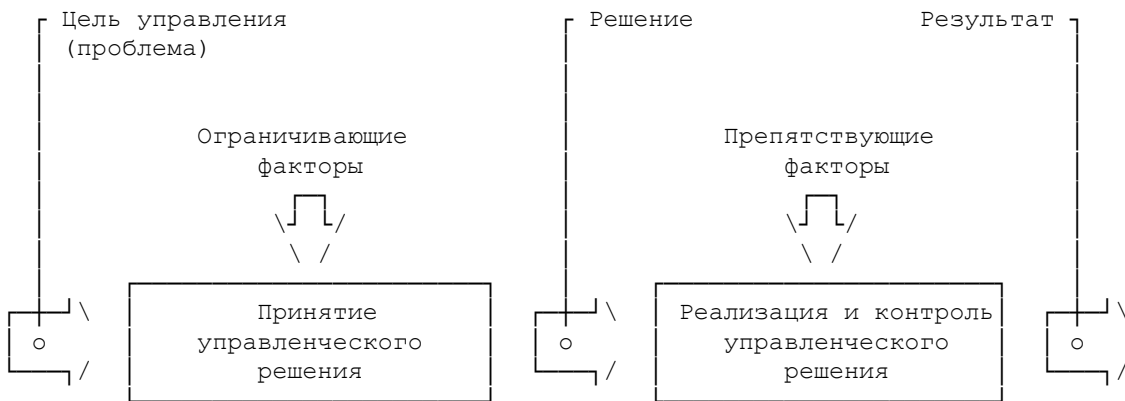 Цель управления
(проблема)
Решение
Результат
Ограничивающие
факторы
Препятствующие
факторы
Принятие
управленческого
решения
Реализация и контроль
управленческого
решения